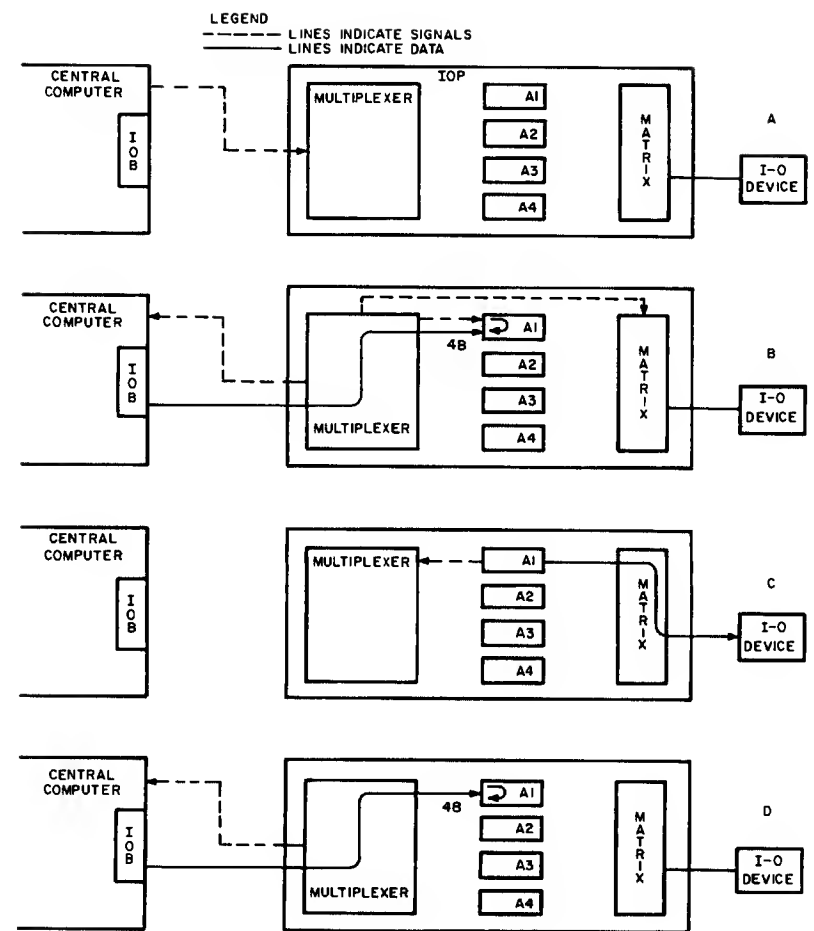 LEGEND
LINES INDICATE SIGNALS
LINES INDICATE DATA
CENTRAL
COMPUTER
IOB
IOP
MULTIPLEXER
A1
A2
A3
A4
MATRIX
A
I-O
DEVICE
CENTRAL
COMPUTER
IOB
MULTIPLEXER
4B
A1
A2
A3
A4
MATRIX
B
I-O
DEVICE
CENTRAL
COMPUTER
IOB
MULTIPLEXER
A1
A2
A3
A4
MATRIX
C
I-O
DEVICE
CENTRAL
COMPUTER
IOB
MULTIPLEXER
4B
A1
A2
A3
A4
MATRIX
D
I-O
DEVICE